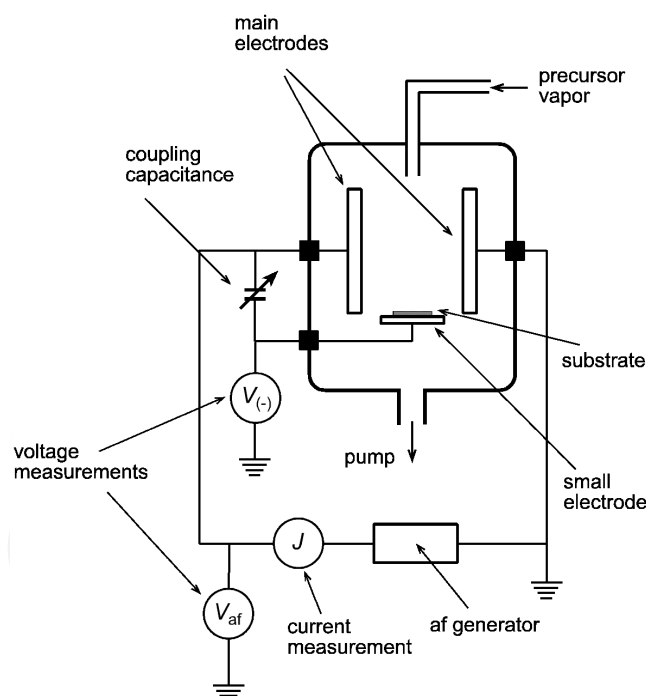 main
electrodes
precursor
vapor
coupling
capacitance
substrate
V(-)
voltage
measurements
pump
small
electrode
J
Vaf
current
measurement
af generator